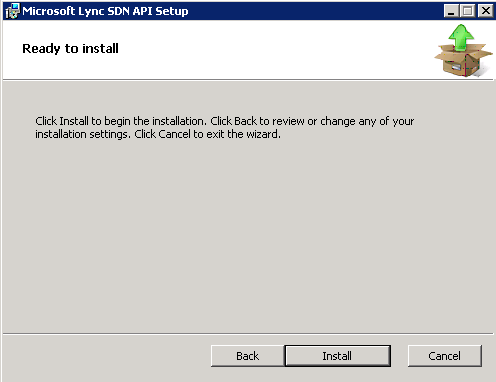 Microsoft Lync SDN API Setup
Ready to install
Click Install to begin the installation. Click Back to review or change any of your
installation settings. Click Cancel to exit the wizard.
Back Install Cancel